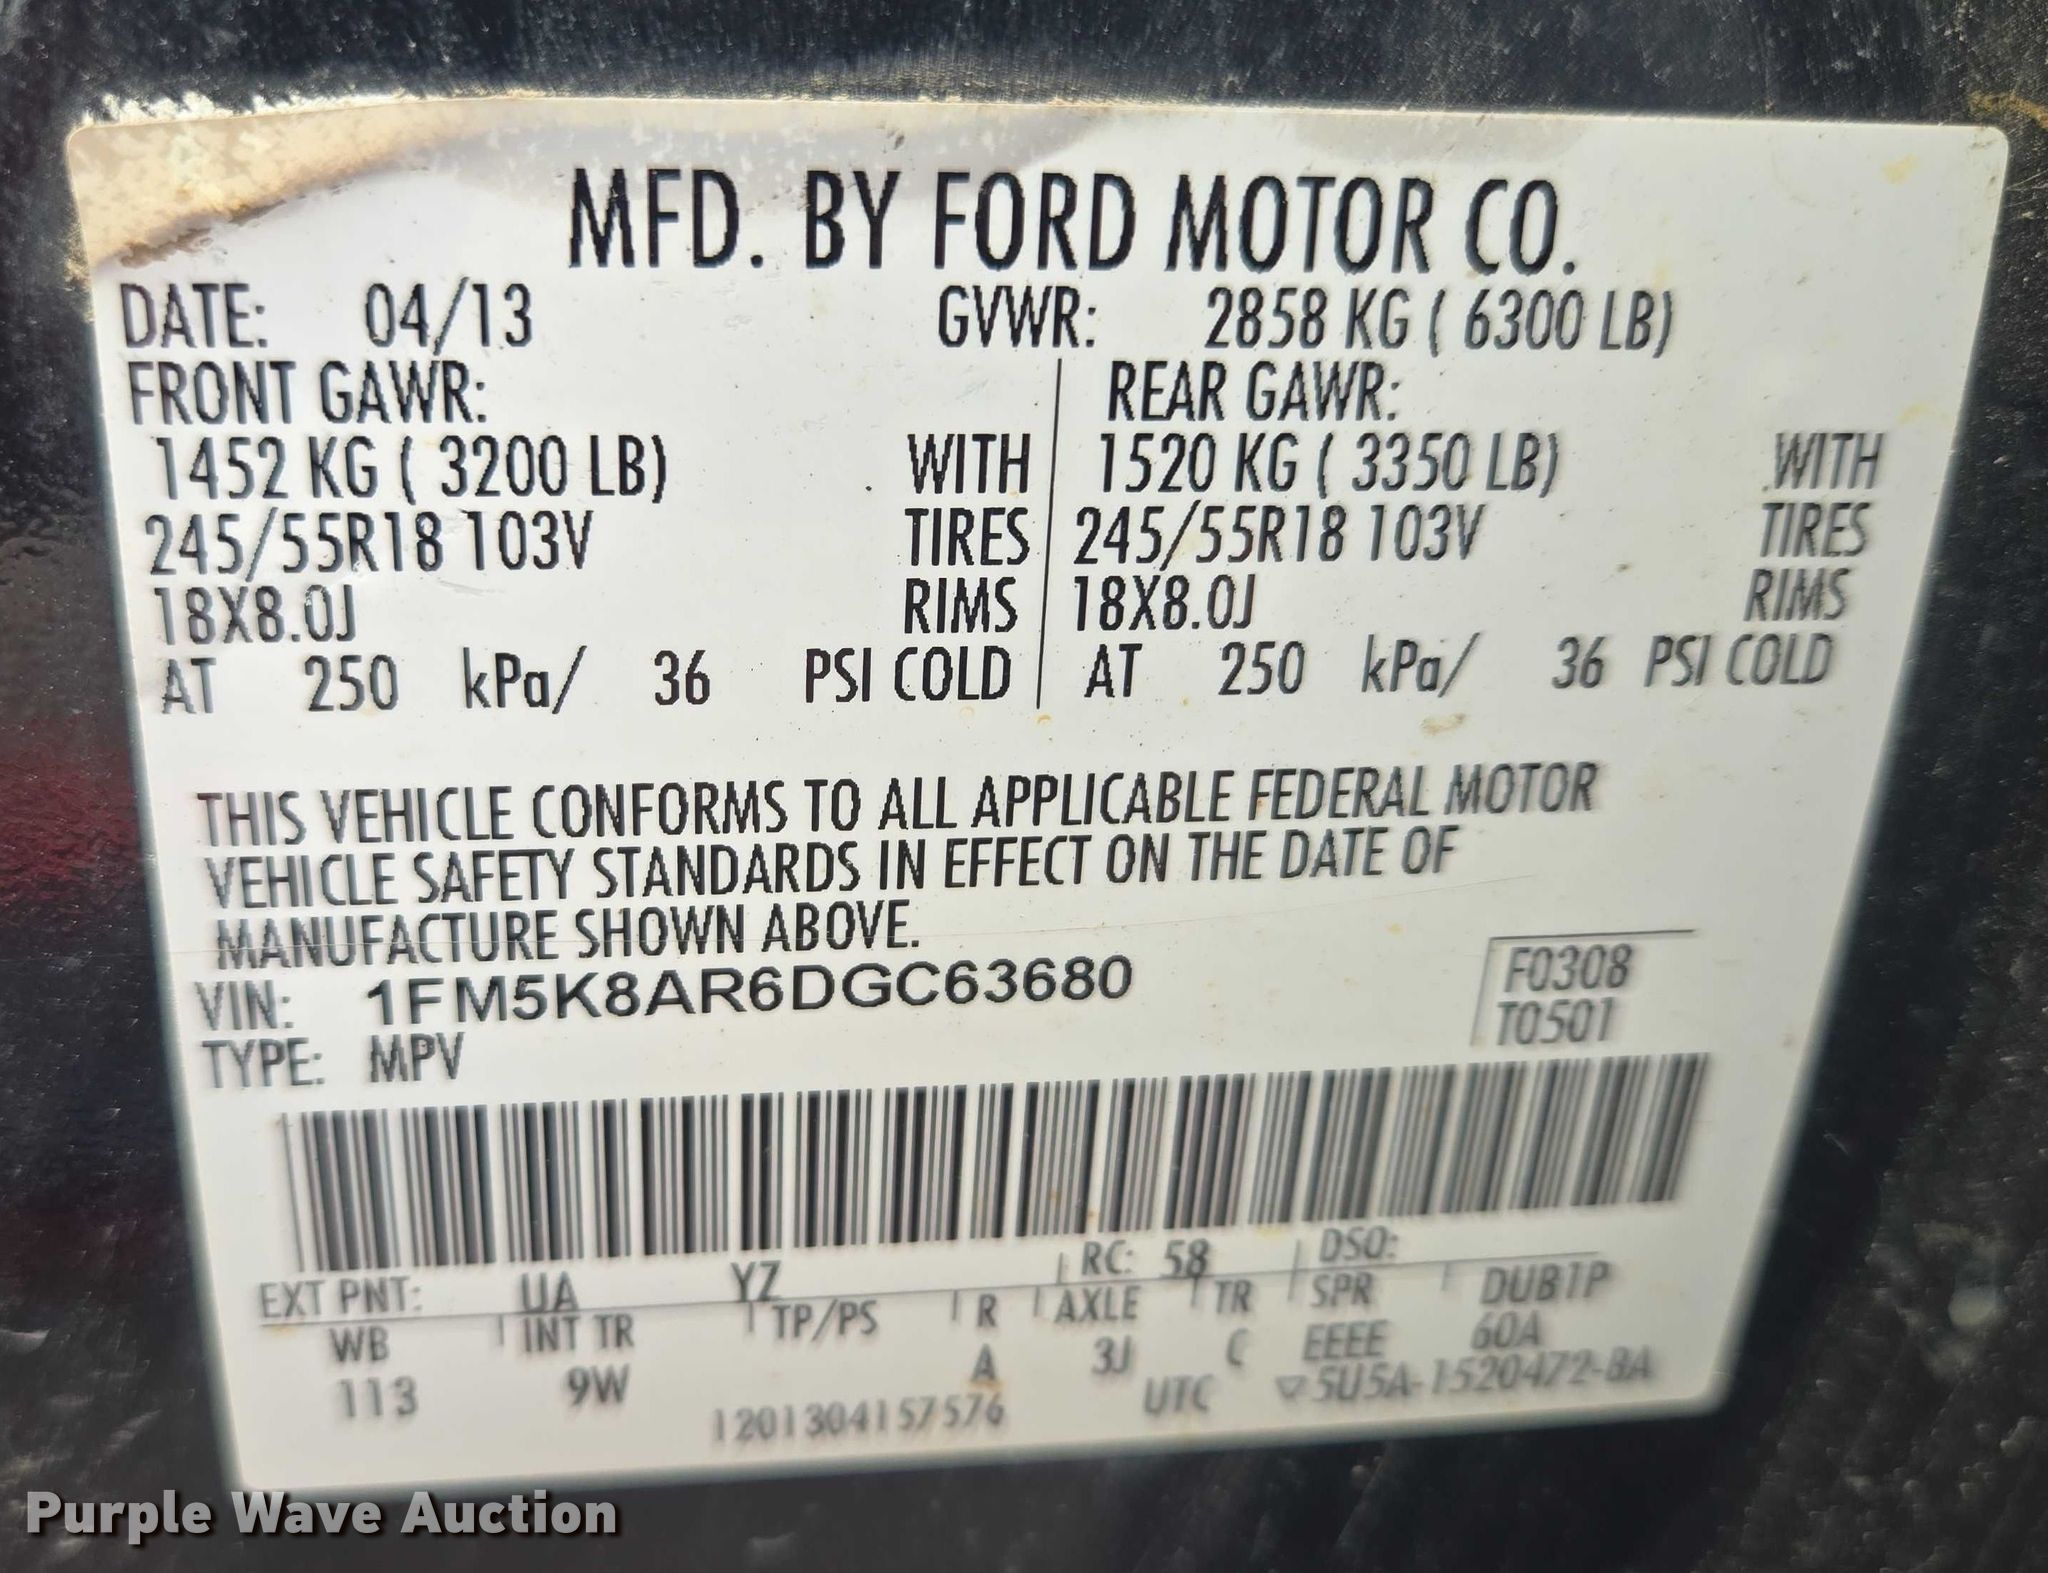 MFD. BY FORD MOTOR CO.
DATE: 04/13 GVWR: 2858 KG ( 6300 LB)
FRONT GAWR: REAR GAWR:
1452 KG ( 3200 LB) WITH 1520 KG ( 3350 LB) WITH
245/55R18 103V TIRES 245/55R18 103V TIRES
18X8.0J RIMS 18X8.0J RIMS
AT 250 kPa/ 36 PSI COLD AT 250 kPa/ 36 PSI COLD
THIS VEHICLE CONFORMS TO ALL APPLICABLE FEDERAL MOTOR
VEHICLE SAFETY STANDARDS IN EFFECT ON THE DATE OF
MANUFACTURE SHOWN ABOVE.
VIN: 1FM5K8AR6DGC63680
F0308
T0501
TYPE: MPV
EXT PNT: UA YZ RC: 58 DSO:
WB INT TR TP/PS R AXLE TR SPR DUB1P
113 9W A 3J C EEEE 60A
1201304157576 UTC ▽5U5A-1520472-BA
Purple Wave Auction